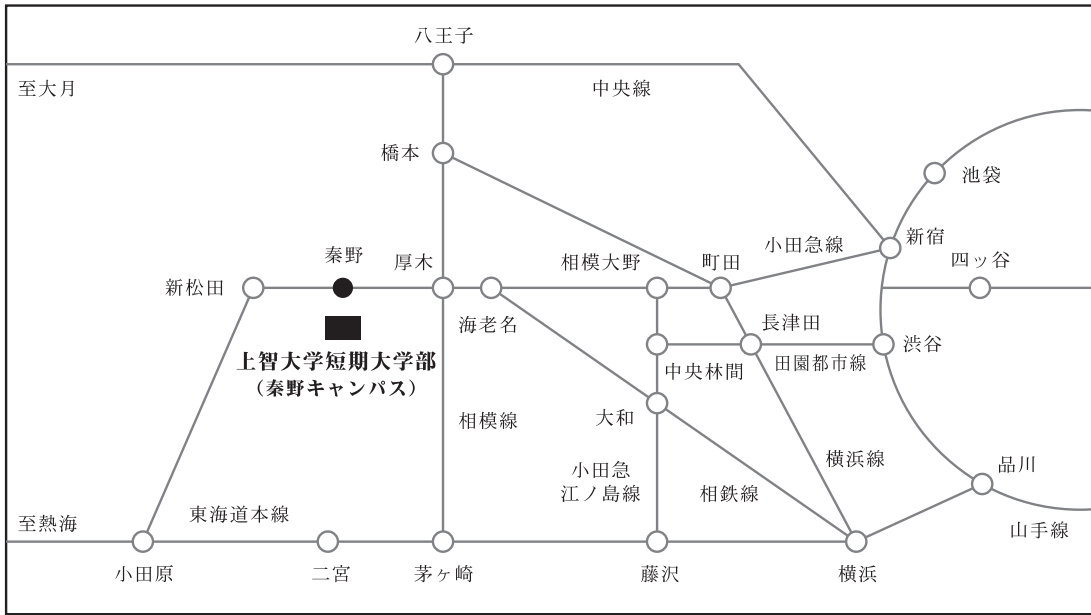 八王子
至大月
中央線
橋本
池袋
新宿
小田急線
秦野
厚木
相模大野
町田
四ッ谷
新松田
海老名
長津田
渋谷
上智大学短期大学部
（秦野キャンパス）
中央林間
田園都市線
大和
相模線
横浜線
品川
小田急
江ノ島線
相鉄線
至熱海
東海道本線
山手線
小田原
二宮
茅ヶ崎
藤沢
横浜